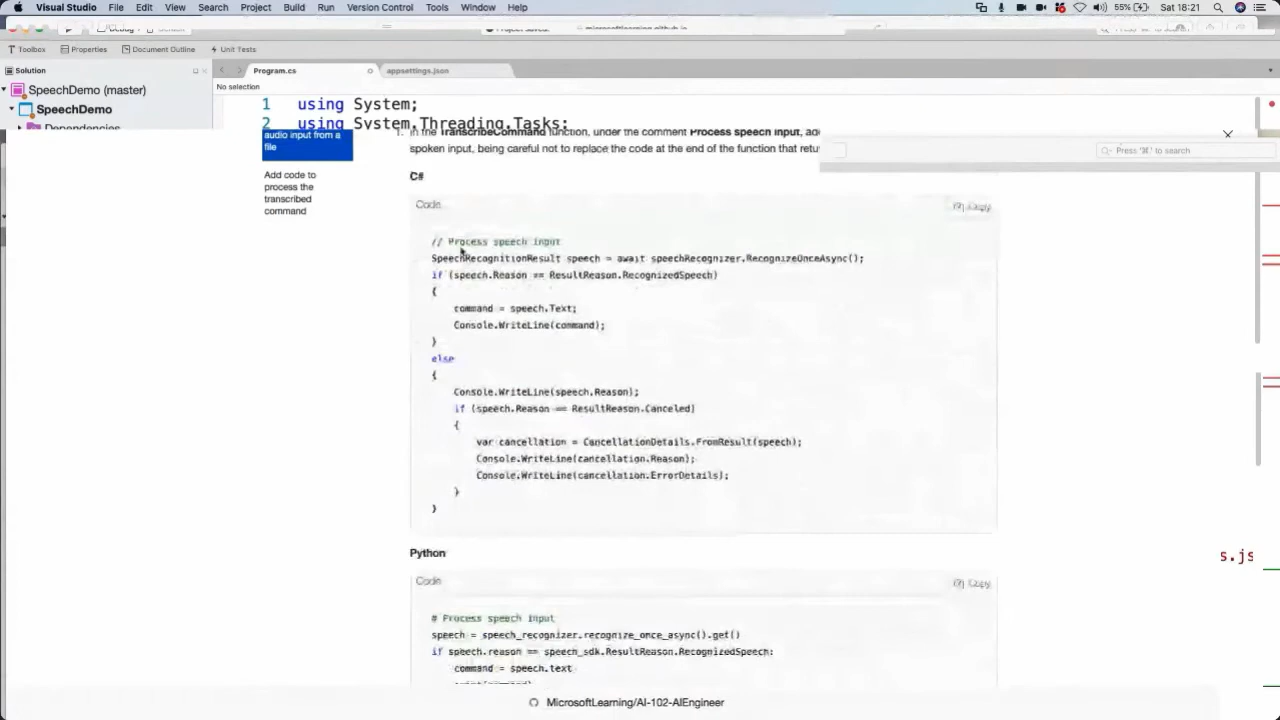 Visual Studio File Edit View Search Project Build Run Version Control Tools Window Help 55% Sat 18:21
Toolbox Properties Document Outline Unit Tests
Solution
Program.cs
appsettings.json
No selection
SpeechDemo (master)
SpeechDemo
Dependencies
1 using System;
2 using System.Threading.Tasks;
audio input from a
file
Add code to
process the
transcribed
command
1. In the TranscribeCommand function, under the comment Process speech input,
spoken input, being careful not to replace the code at the end of the function that
Press '⌘' to search
C#
Code
Copy
// Process speech input
SpeechRecognitionResult speech = await speechRecognizer.RecognizeOnceAsync();
if (speech.Reason == ResultReason.RecognizedSpeech)
{
command = speech.Text;
Console.WriteLine(command);
}
else
{
Console.WriteLine(speech.Reason);
if (speech.Reason == ResultReason.Canceled)
{
var cancellation = CancellationDetails.FromResult(speech);
Console.WriteLine(cancellation.Reason);
Console.WriteLine(cancellation.ErrorDetails);
}
}
Python
s.js
Code
Copy
# Process speech input
speech = speech_recognizer.recognize_once_async().get()
if speech.reason == speech_sdk.ResultReason.RecognizedSpeech:
command = speech.text
MicrosoftLearning/AI-102-AIEngineer